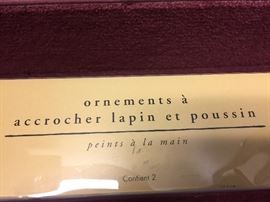 ornements à
accrocher lapin et poussin
peints à la main
Contient 2